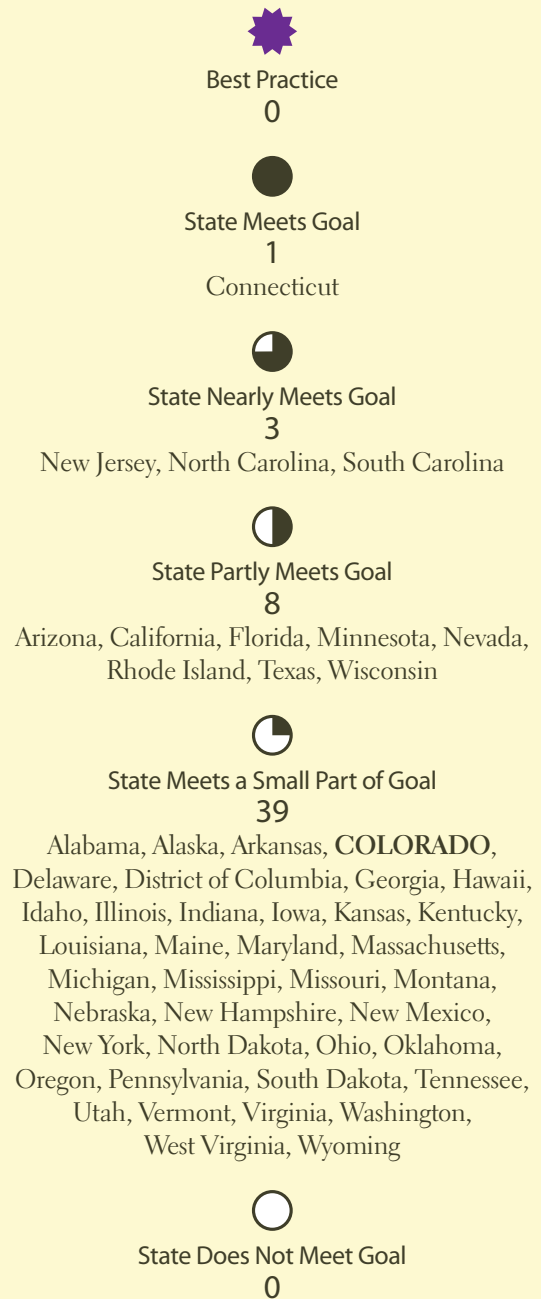 Best Practice
0
State Meets Goal
1
Connecticut
State Nearly Meets Goal
3
New Jersey, North Carolina, South Carolina
State Partly Meets Goal
8
Arizona, California, Florida, Minnesota, Nevada,
Rhode Island, Texas, Wisconsin
State Meets a Small Part of Goal
39
Alabama, Alaska, Arkansas, COLORADO,
Delaware, District of Columbia, Georgia, Hawaii,
Idaho, Illinois, Indiana, Iowa, Kansas, Kentucky,
Louisiana, Maine, Maryland, Massachusetts,
Michigan, Mississippi, Missouri, Montana,
Nebraska, New Hampshire, New Mexico,
New York, North Dakota, Ohio, Oklahoma,
Oregon, Pennsylvania, South Dakota, Tennessee,
Utah, Vermont, Virginia, Washington,
West Virginia, Wyoming
State Does Not Meet Goal
0